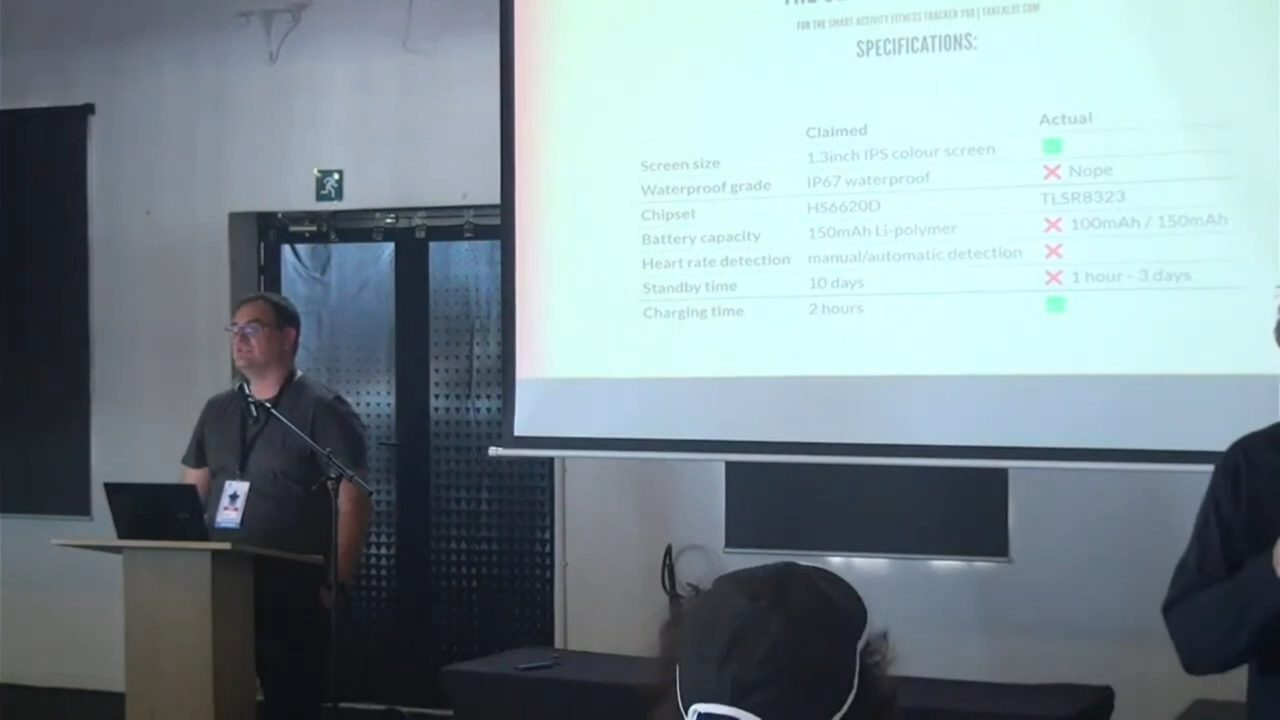 FOR THE SMART ACTIVITY FITNESS TRACKER Y68 | TAKEALOT.COM
SPECIFICATIONS:
Claimed Actual
Screen size 1.3inch IPS colour screen
Waterproof grade IP67 waterproof ❌ Nope
Chipset HS6620D TLSR8323
Battery capacity 150mAh Li-polymer ❌ 100mAh / 150mAh
Heart rate detection manual/automatic detection ❌
Standby time 10 days ❌ 1 hour - 3 days
Charging time 2 hours